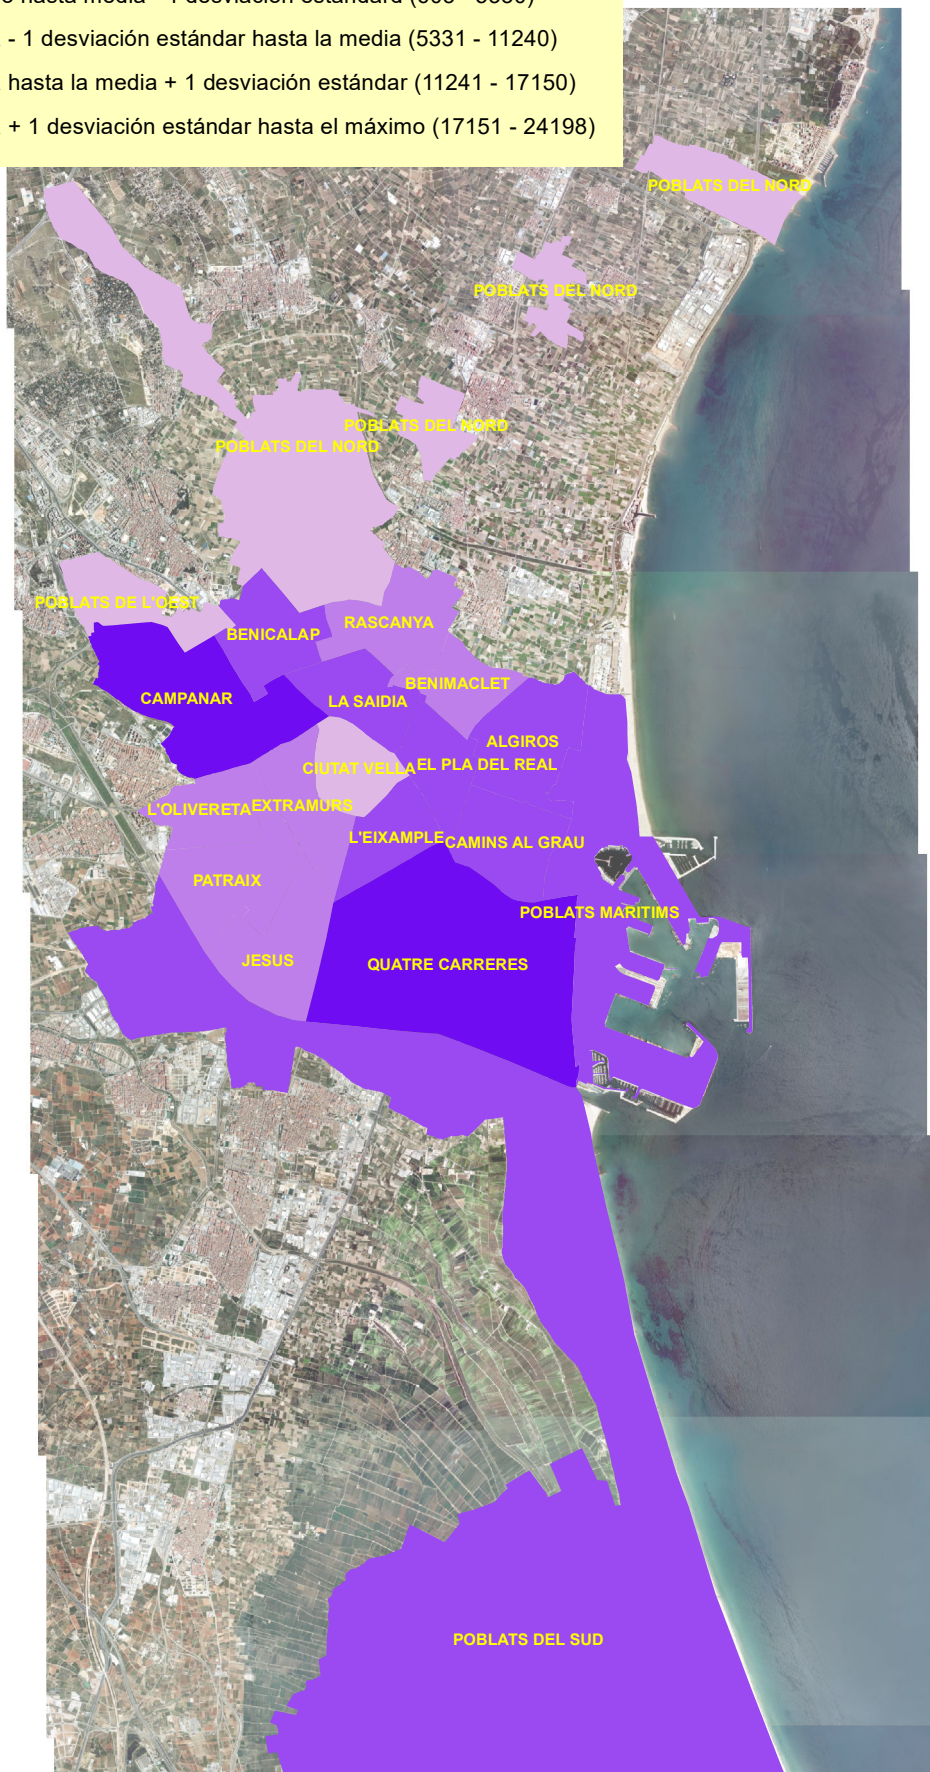 - 1 desviación estándar hasta la media (5331 - 11240)
hasta la media + 1 desviación estándar (11241 - 17150)
+ 1 desviación estándar hasta el máximo (17151 - 24198)
POBLATS DEL NORD
POBLATS DEL NORD
POBLATS DEL NORD
POBLATS DEL NORD
POBLATS DE L'OEST
BENICALAP
RASCANYA
BENIMACLET
CAMPANAR
LA SAIDIA
ALGIROS
CIUTAT VELLA
EL PLA DEL REAL
L'OLIVERETA
EXTRAMURS
L'EIXAMPLE
CAMINS AL GRAU
PATRAIX
POBLATS MARITIMS
JESUS
QUATRE CARRERES
POBLATS DEL SUD